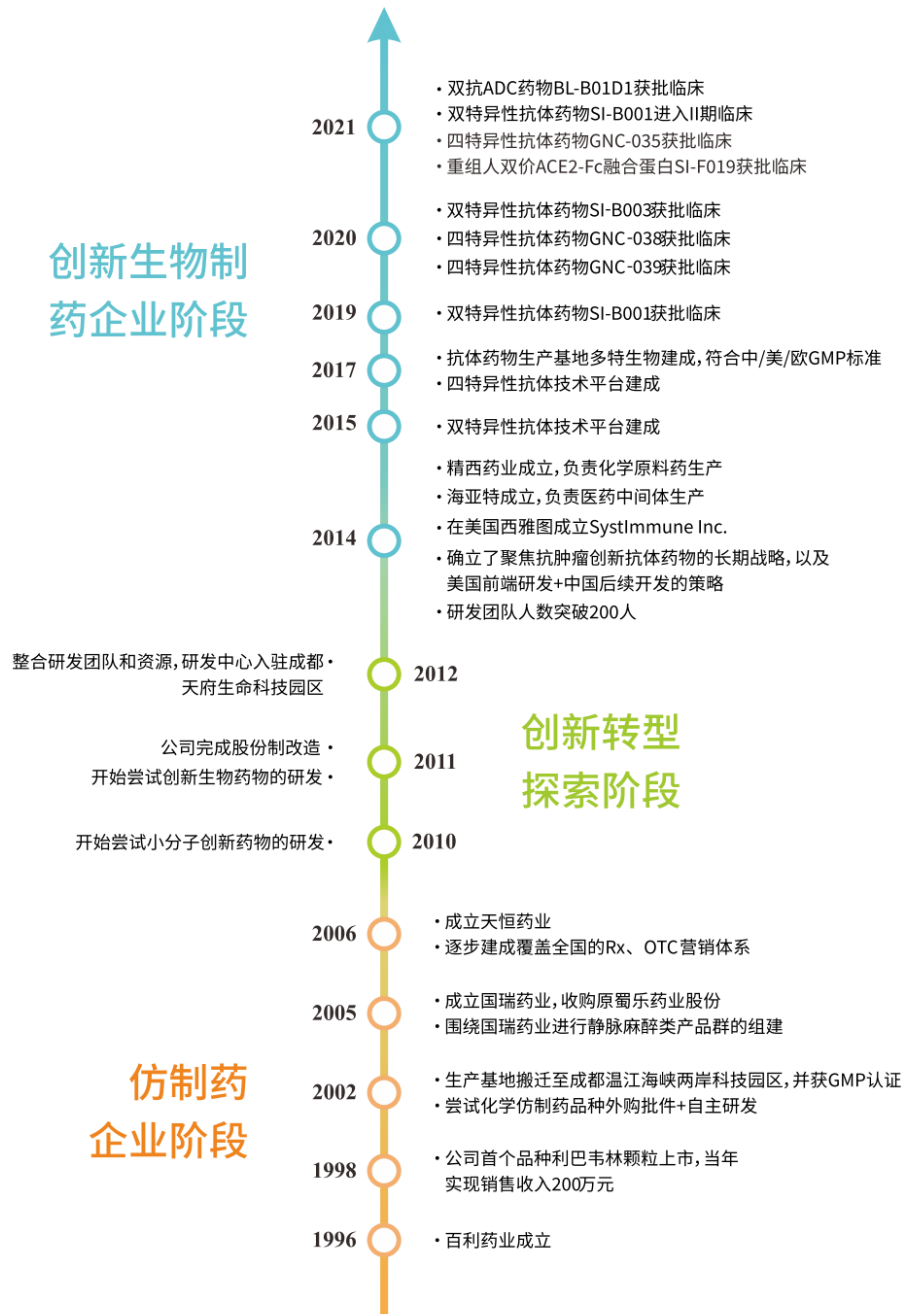 2021
· 双抗ADC药物BL-B01D1获批临床
· 双特异性抗体药物SI-B001进入II期临床
· 四特异性抗体药物GNC-035获批临床
· 重组人双价ACE2-Fc融合蛋白SI-F019获批临床
创新生物制
药企业阶段
2020
· 双特异性抗体药物SI-B003获批临床
· 四特异性抗体药物GNC-038获批临床
· 四特异性抗体药物GNC-039获批临床
2019
· 双特异性抗体药物SI-B001获批临床
2017
· 抗体药物生产基地多特生物建成,符合中/美/欧GMP标准
· 四特异性抗体技术平台建成
2015
· 双特异性抗体技术平台建成
2014
· 精西药业成立,负责化学原料药生产
· 海亚特成立,负责医药中间体生产
· 在美国西雅图成立SystImmune Inc.
· 确立了聚焦抗肿瘤创新抗体药物的长期战略,以及
美国前端研发+中国后续开发的策略
· 研发团队人数突破200人
整合研发团队和资源,研发中心入驻成都·
天府生命科技园区
2012
创新转型
探索阶段
公司完成股份制改造 ·
开始尝试创新生物药物的研发 ·
2011
开始尝试小分子创新药物的研发·
2010
2006
· 成立天恒药业
· 逐步建成覆盖全国的Rx、OTC营销体系
2005
· 成立国瑞药业,收购原蜀乐药业股份
· 围绕国瑞药业进行静脉麻醉类产品群的组建
仿制药
企业阶段
2002
· 生产基地搬迁至成都温江海峡两岸科技园区,并获GMP认证
· 尝试化学仿制药品种外购批件+自主研发
1998
· 公司首个品种利巴韦林颗粒上市,当年
实现销售收入200万元
1996
· 百利药业成立